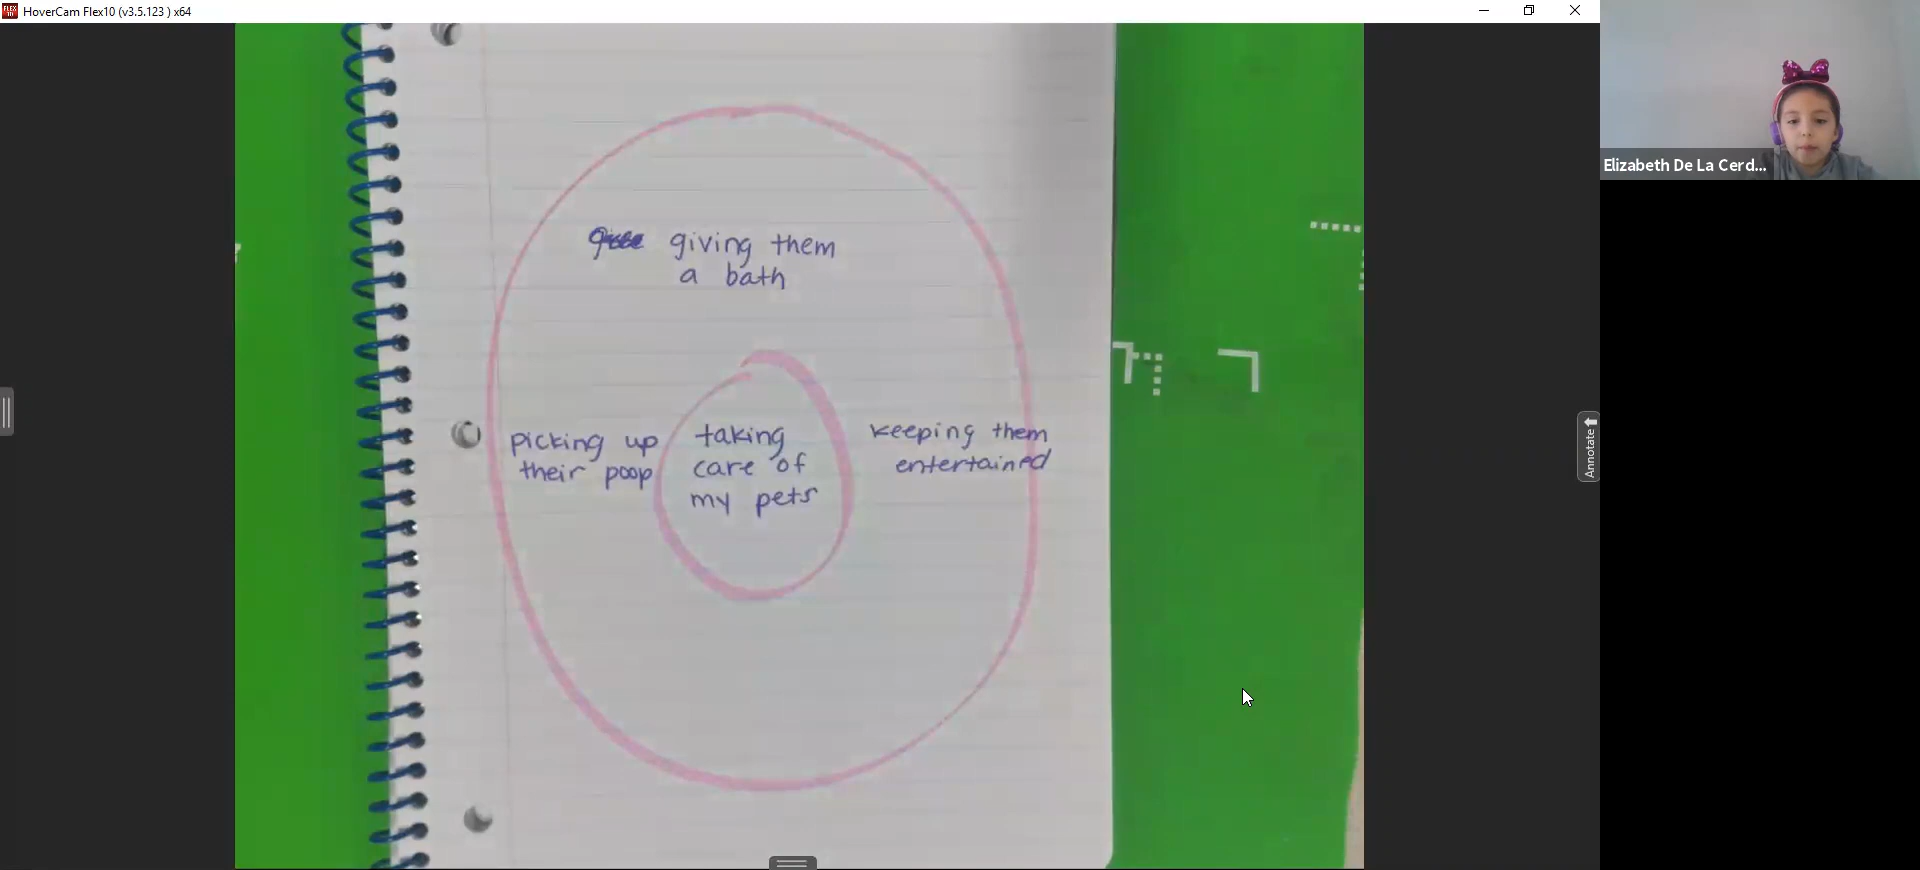 HoverCam Flex10 (v3.5.123 ) x64
giving them
a bath
picking up
their poop
taking
care of
my pets
keeping them
entertained
Annotate
Elizabeth De La Cerd...